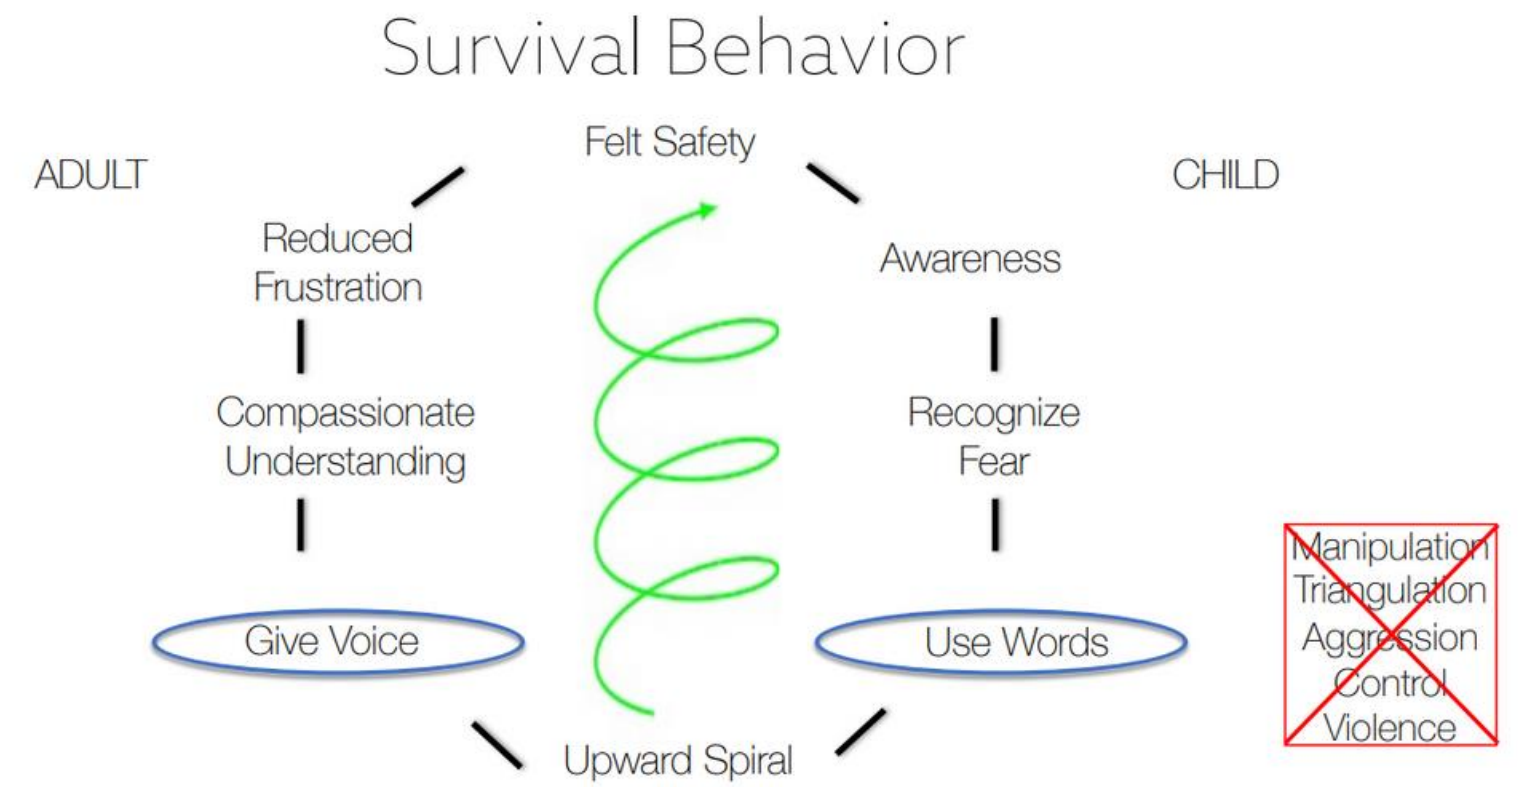 Survival Behavior
Felt Safety
ADULT
CHILD
Reduced
Frustration
Awareness
Compassionate
Understanding
Recognize
Fear
Give Voice
Use Words
Manipulation
Triangulation
Aggression
Control
Violence
Upward Spiral